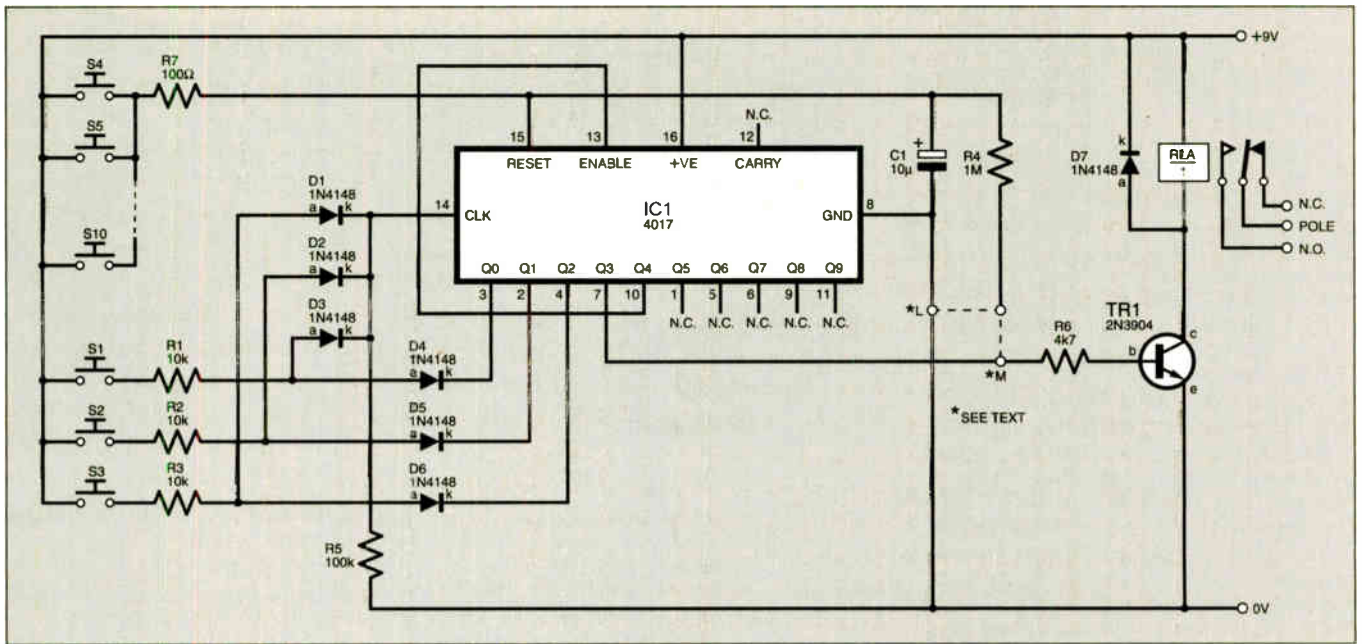 +9V
S4
R7
100Ω
S5
S10
N.C.
15
13
16
12
RESET
ENABLE
+VE
CARRY
+
C1
10µ
R4
1M
k
D7
1N4148
a
RLA
D1
1N4148
a k
14
CLK
IC1
4017
GND
8
N.C.
POLE
N.O.
D2
1N4148
a k
D3
1N4148
a k
Q0 Q1 Q2 Q3 Q4 Q5 Q6 Q7 Q8 Q9
3 2 4 7 10 1 5 6 9 11
N.C. N.C. N.C. N.C. N.C.
*L
TR1
2N3904
c
b
e
R6
4k7
*M
S1
R1
10k
D4
1N4148
a k
S2
R2
10k
D5
1N4148
a k
*SEE TEXT
S3
R3
10k
D6
1N4148
a k
R5
100k
0V